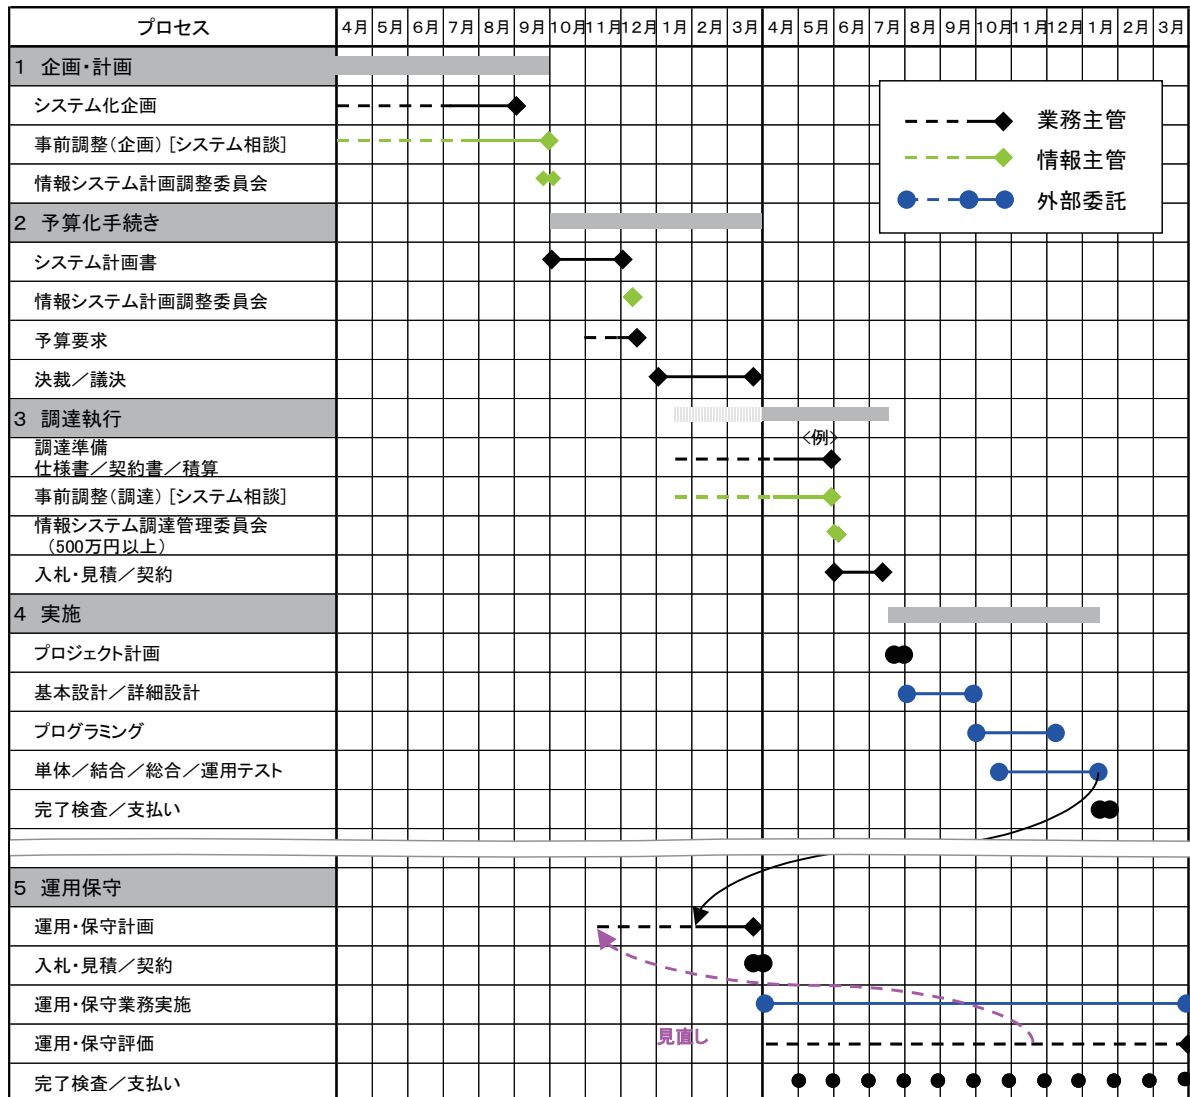 プロセス 4月 5月 6月 7月 8月 9月 10月 11月 12月 1月 2月 3月 4月 5月 6月 7月 8月 9月 10月 11月 12月 1月 2月 3月
1 企画・計画
システム化企画
事前調整(企画) [システム相談]
情報システム計画調整委員会
業務主管
情報主管
外部委託
2 予算化手続き
システム計画書
情報システム計画調整委員会
予算要求
決裁／議決
3 調達執行
〈例〉
調達準備
仕様書／契約書／積算
事前調整(調達) [システム相談]
情報システム調達管理委員会
(500万円以上)
入札・見積／契約
4 実施
プロジェクト計画
基本設計／詳細設計
プログラミング
単体／結合／総合／運用テスト
完了検査／支払い
5 運用保守
運用・保守計画
入札・見積／契約
運用・保守業務実施
運用・保守評価
見直し
完了検査／支払い